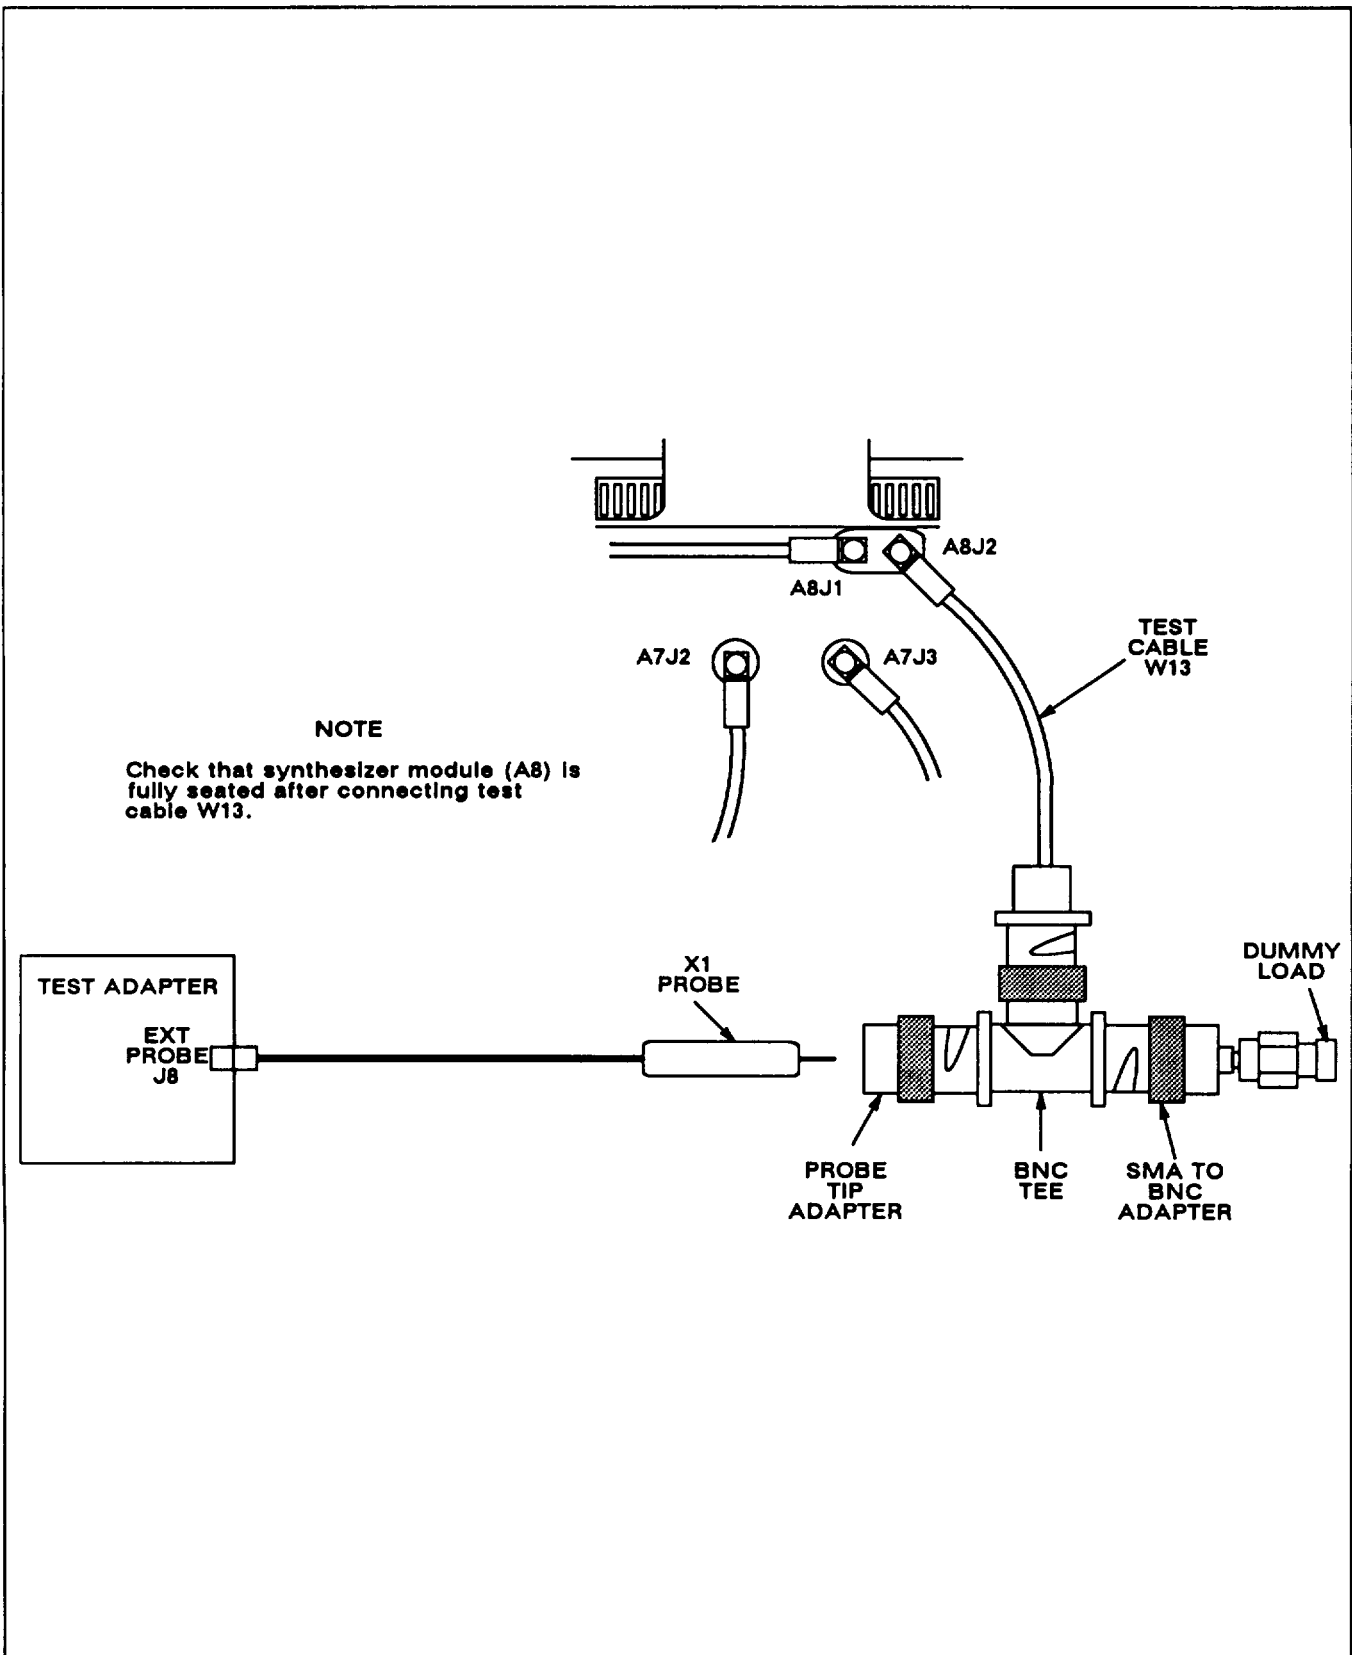 A8J2
A8J1
TEST
CABLE
W13
A7J2
A7J3
NOTE
Check that synthesizer module (A8) is
fully seated after connecting test
cable W13.
TEST ADAPTER
EXT
PROBE
J8
X1
PROBE
DUMMY
LOAD
PROBE
TIP
ADAPTER
BNC
TEE
SMA TO
BNC
ADAPTER